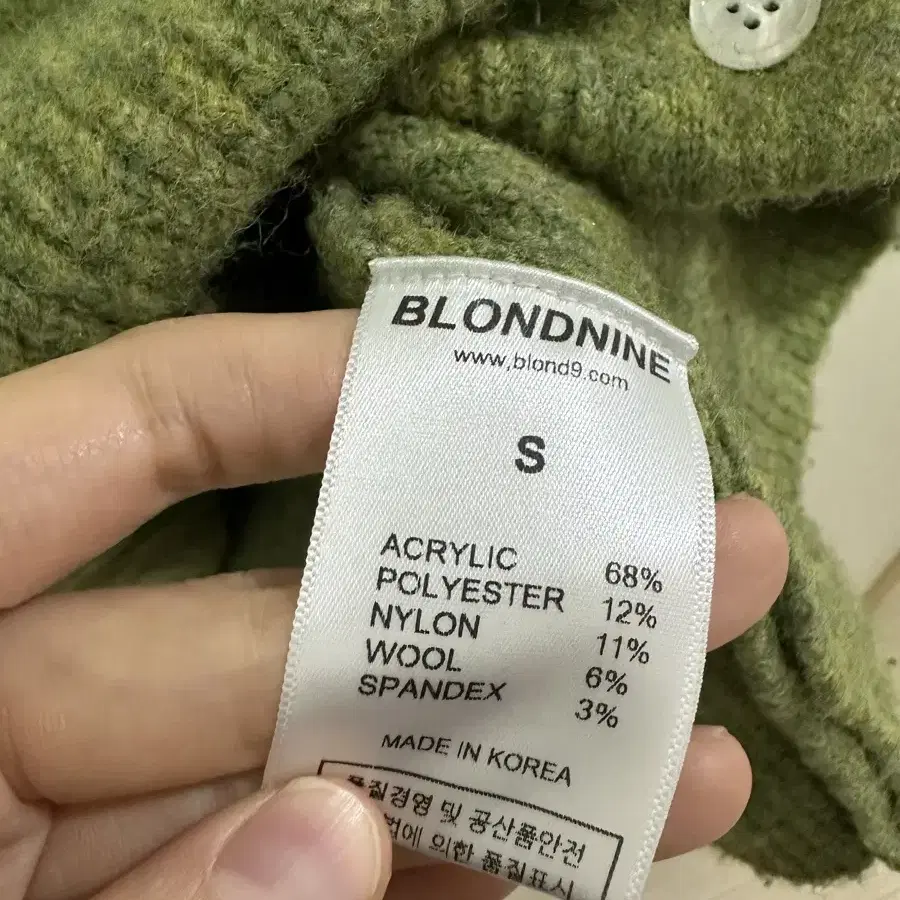 BLONDNINE
www.blond9.com
S
ACRYLIC 68%
POLYESTER 12%
NYLON 11%
WOOL 6%
SPANDEX 3%
MADE IN KOREA
품질경영 및 공산품안전
에 의한 품질표시